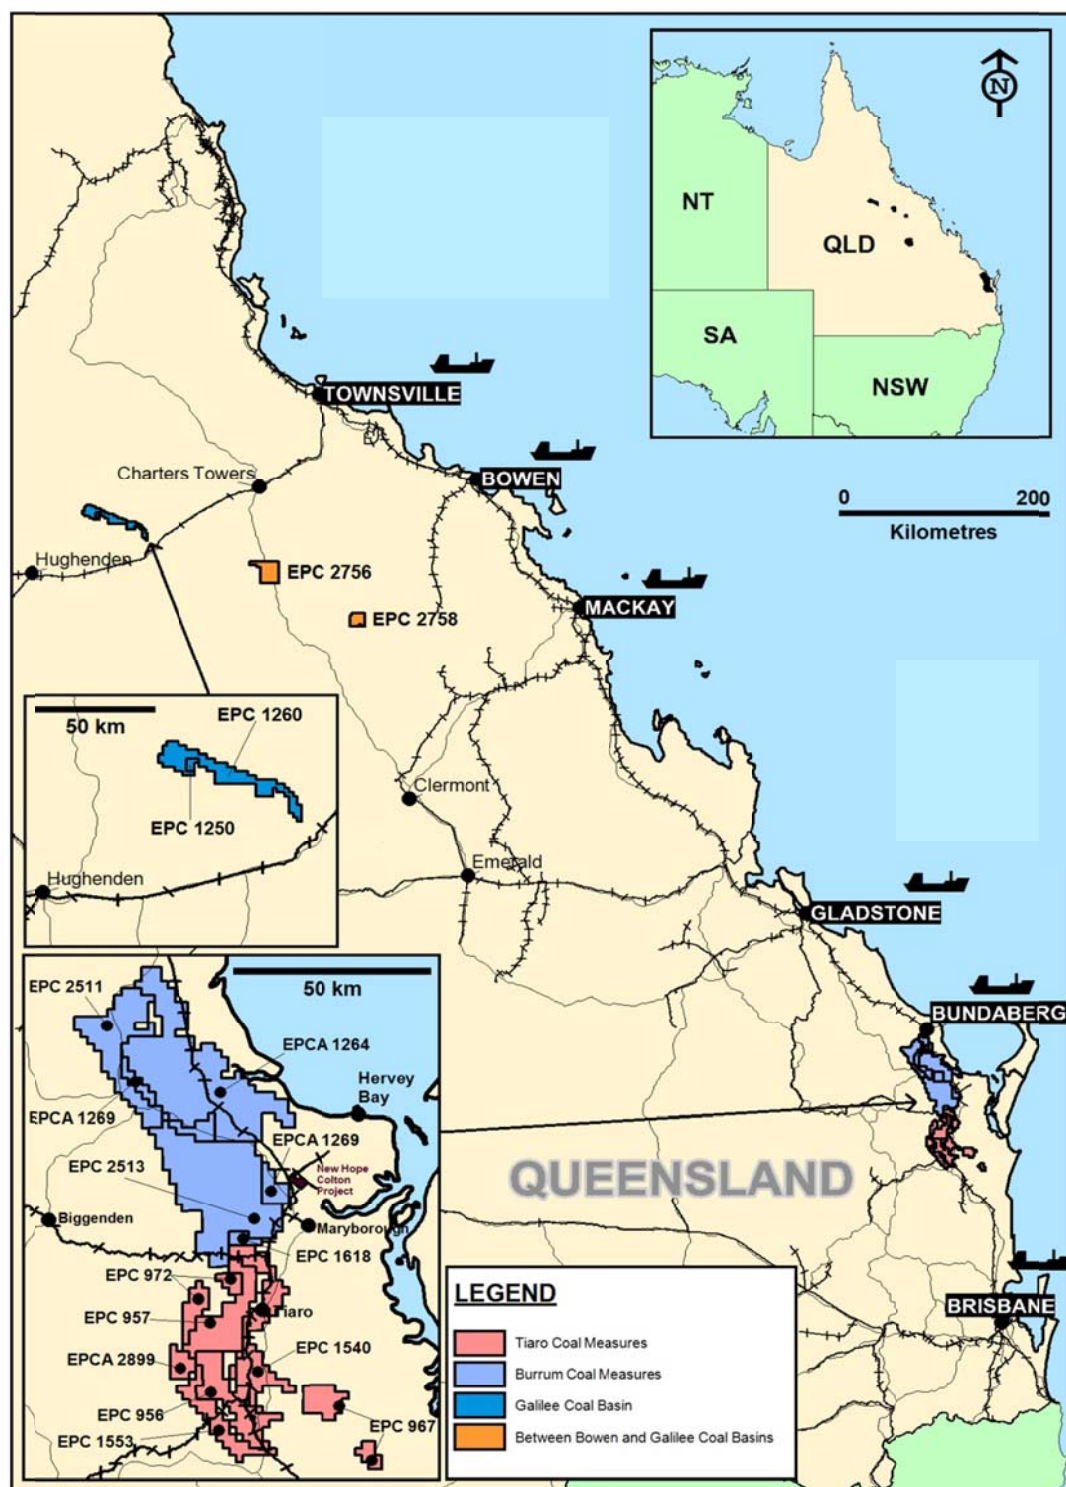 N
NT
QLD
SA
NSW
TOWNSVILLE
Charters Towers
BOWEN
0 200
Kilometres
Hughenden
EPC 2756
EPC 2758
MACKAY
50 km
EPC 1260
EPC 1250
Hughenden
Clermont
Emerald
GLADSTONE
BUNDABERG
QUEENSLAND
BRISBANE
50 km
EPC 2511
EPCA 1264
Hervey
Bay
EPCA 1269
EPCA 1269
EPC 2513
New Hope
Colton
Project
Biggenden
Maryborough
EPC 1618
EPC 972
Tiaro
EPC 957
EPC 1540
EPCA 2899
EPC 956
EPC 967
EPC 1553
LEGEND
Tiaro Coal Measures
Burrum Coal Measures
Galilee Coal Basin
Between Bowen and Galilee Coal Basins